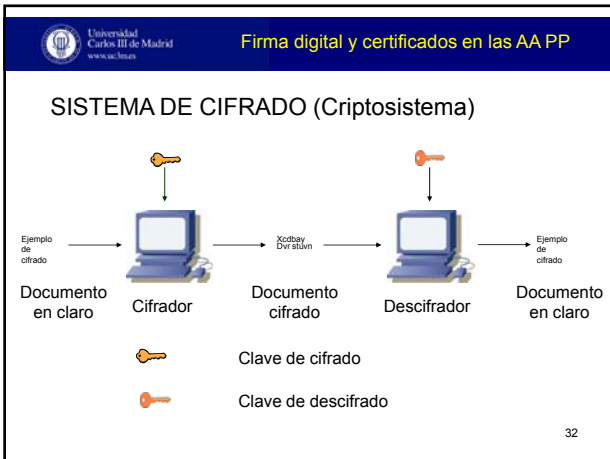 Universidad
Carlos III de Madrid
www.uc3m.es
Firma digital y certificados en las AA PP
SISTEMA DE CIFRADO (Criptosistema)
Ejemplo
de
cifrado
Xcdbay
Dvr stuvn
Ejemplo
de
cifrado
Documento
en claro
Cifrador
Documento
cifrado
Descifrador
Documento
en claro
Clave de cifrado
Clave de descifrado
32